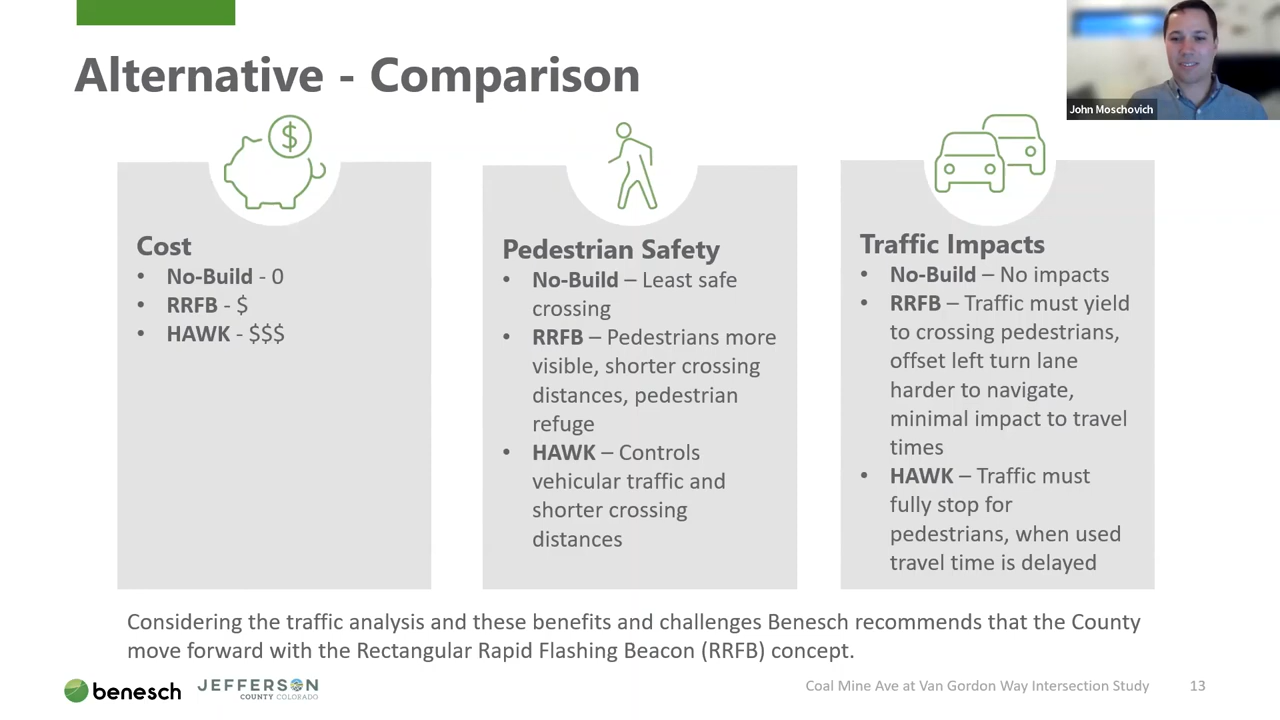 Alternative - Comparison
John Moschovich
$
Cost
• No-Build - 0
• RRFB - $
• HAWK - $$$
Pedestrian Safety
• No-Build – Least safe
crossing
• RRFB – Pedestrians more
visible, shorter crossing
distances, pedestrian
refuge
• HAWK – Controls
vehicular traffic and
shorter crossing
distances
Traffic Impacts
• No-Build – No impacts
• RRFB – Traffic must yield
to crossing pedestrians,
offset left turn lane
harder to navigate,
minimal impact to travel
times
• HAWK – Traffic must
fully stop for
pedestrians, when used
travel time is delayed
Considering the traffic analysis and these benefits and challenges Benesch recommends that the County
move forward with the Rectangular Rapid Flashing Beacon (RRFB) concept.
benesch
JEFFERSON
COUNTY COLORADO
Coal Mine Ave at Van Gordon Way Intersection Study
13